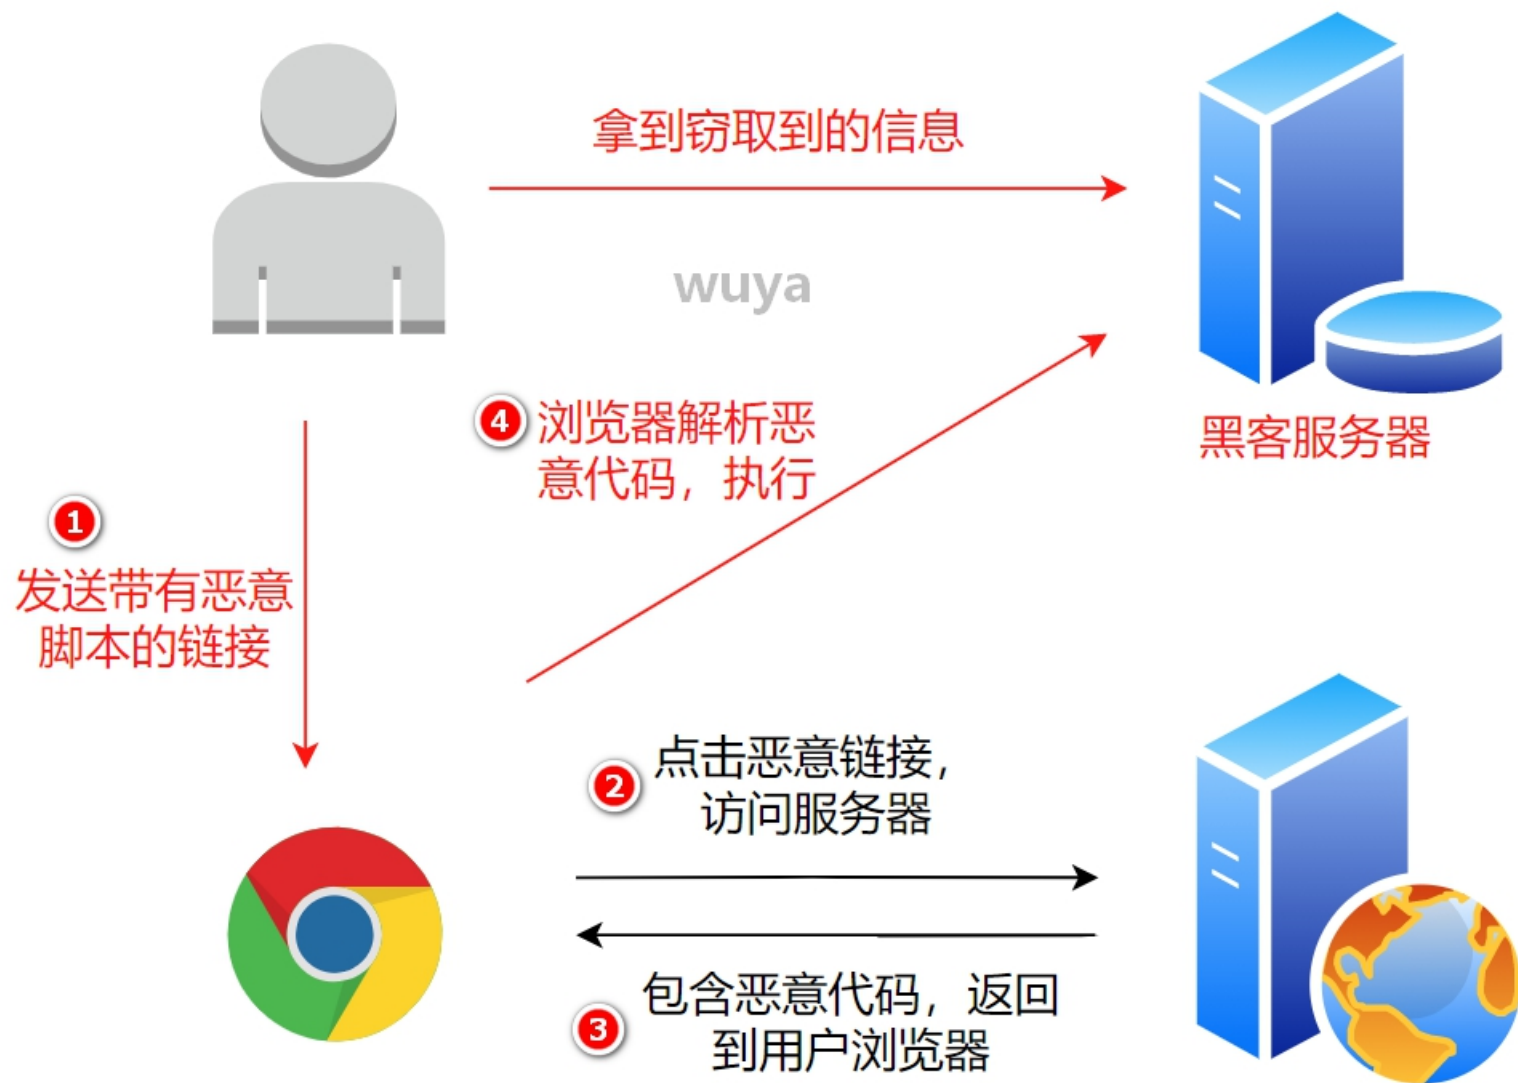 拿到窃取到的信息
wuya
4 浏览器解析恶
意代码，执行
黑客服务器
1
发送带有恶意
脚本的链接
2 点击恶意链接，
访问服务器
3 包含恶意代码，返回
到用户浏览器